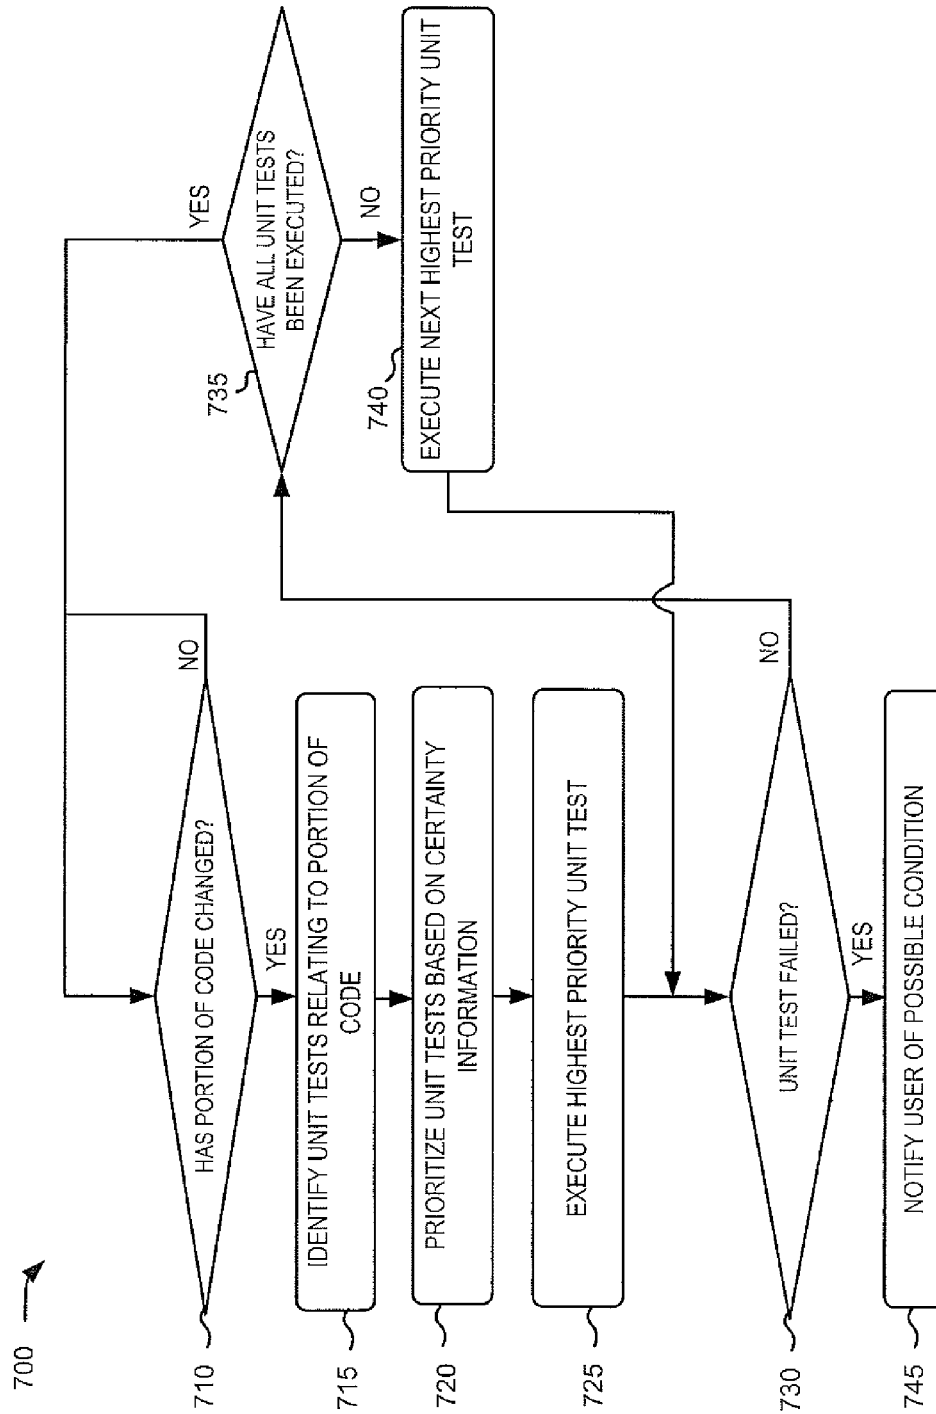 700
710
HAS PORTION OF CODE CHANGED?
NO
YES
715
IDENTIFY UNIT TESTS RELATING TO PORTION OF
CODE
720
PRIORITIZE UNIT TESTS BASED ON CERTAINTY
INFORMATION
725
EXECUTE HIGHEST PRIORITY UNIT TEST
730
UNIT TEST FAILED?
NO
YES
745
NOTIFY USER OF POSSIBLE CONDITION
735
HAVE ALL UNIT TESTS
BEEN EXECUTED?
YES
NO
740
EXECUTE NEXT HIGHEST PRIORITY UNIT
TEST